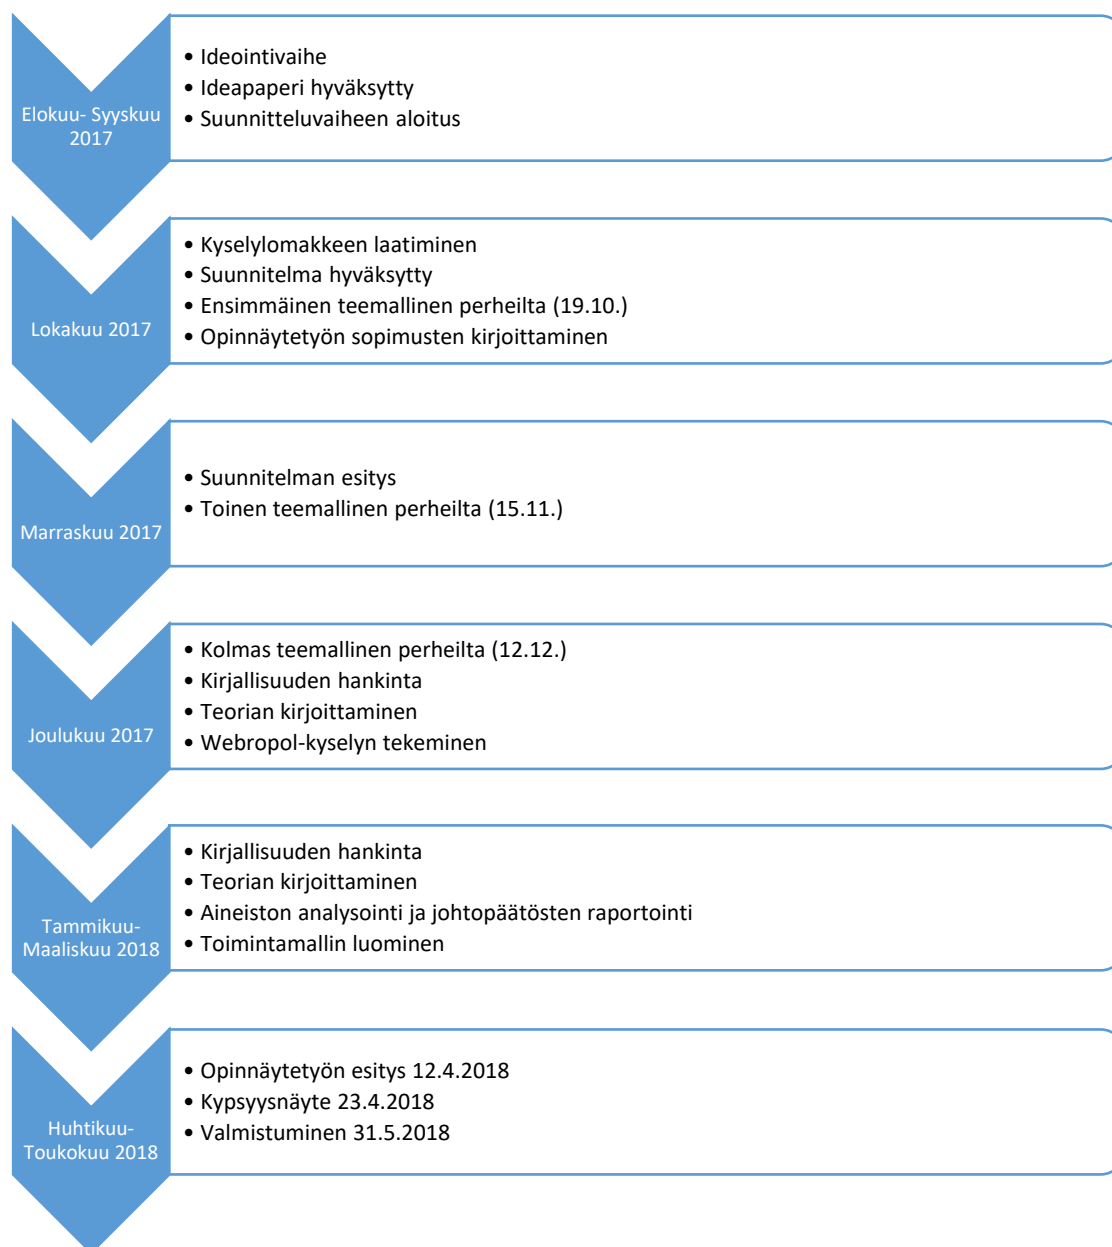 Elokuu- Syyskuu
2017
• Ideointivaihe
• Ideapaperi hyväksytty
• Suunnitteluvaiheen aloitus
Lokakuu 2017
• Kyselylomakkeen laatiminen
• Suunnitelma hyväksytty
• Ensimmäinen teemallinen perheilta (19.10.)
• Opinnäytetyön sopimusten kirjoittaminen
Marraskuu 2017
• Suunnitelman esitys
• Toinen teemallinen perheilta (15.11.)
Joulukuu 2017
• Kolmas teemallinen perheilta (12.12.)
• Kirjallisuuden hankinta
• Teorian kirjoittaminen
• Webropol-kyselyn tekeminen
Tammikuu-
Maaliskuu 2018
• Kirjallisuuden hankinta
• Teorian kirjoittaminen
• Aineiston analysointi ja johtopäätösten raportointi
• Toimintamallin luominen
Huhtikuu-
Toukokuu 2018
• Opinnäytetyön esitys 12.4.2018
• Kypsyysnäyte 23.4.2018
• Valmistuminen 31.5.2018